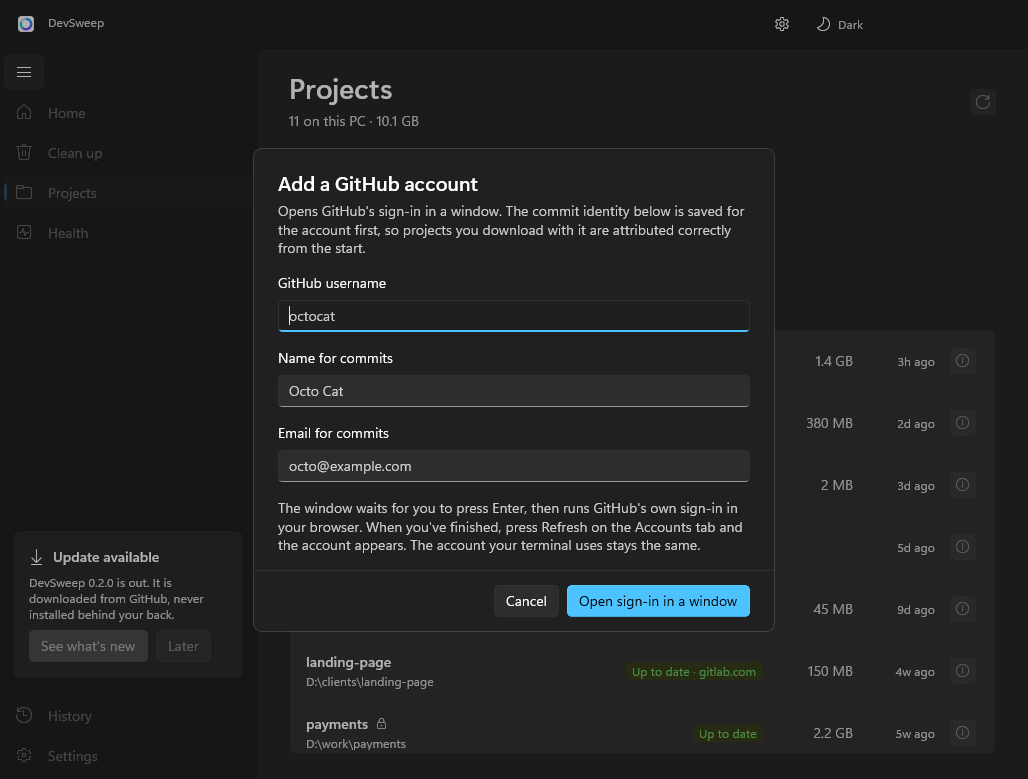 DevSweep
Dark
Home
Clean up
Projects
Health
Projects
11 on this PC · 10.1 GB
Add a GitHub account
Opens GitHub's sign-in in a window. The commit identity below is saved for
the account first, so projects you download with it are attributed correctly
from the start.
GitHub username
octocat
Name for commits
Octo Cat
Email for commits
octo@example.com
The window waits for you to press Enter, then runs GitHub's own sign-in in
your browser. When you've finished, press Refresh on the Accounts tab and
the account appears. The account your terminal uses stays the same.
Cancel
Open sign-in in a window
1.4 GB 3h ago
380 MB 2d ago
2 MB 3d ago
5d ago
45 MB 9d ago
landing-page
D:\clients\landing-page
Up to date · gitlab.com 150 MB 4w ago
payments
D:\work\payments
Up to date 2.2 GB 5w ago
Update available
DevSweep 0.2.0 is out. It is
downloaded from GitHub, never
installed behind your back.
See what's new
Later
History
Settings